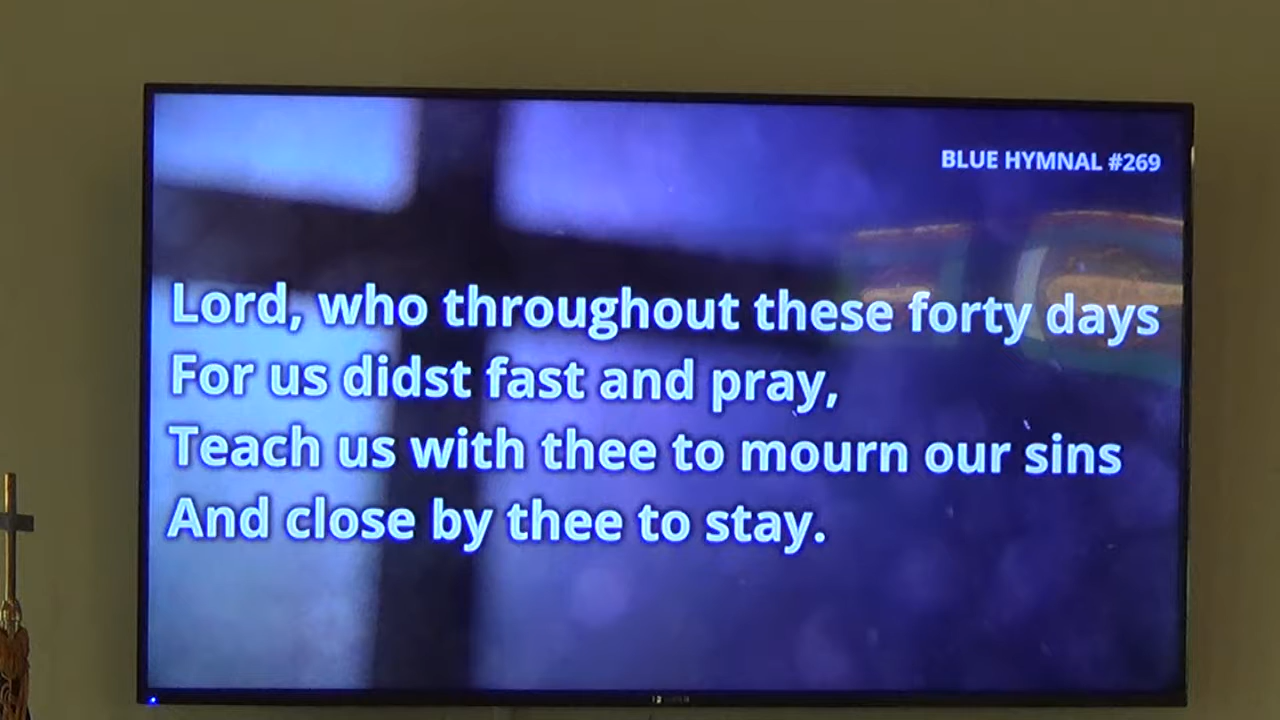 BLUE HYMNAL #269
Lord, who throughout these forty days
For us didst fast and pray,
Teach us with thee to mourn our sins
And close by thee to stay.